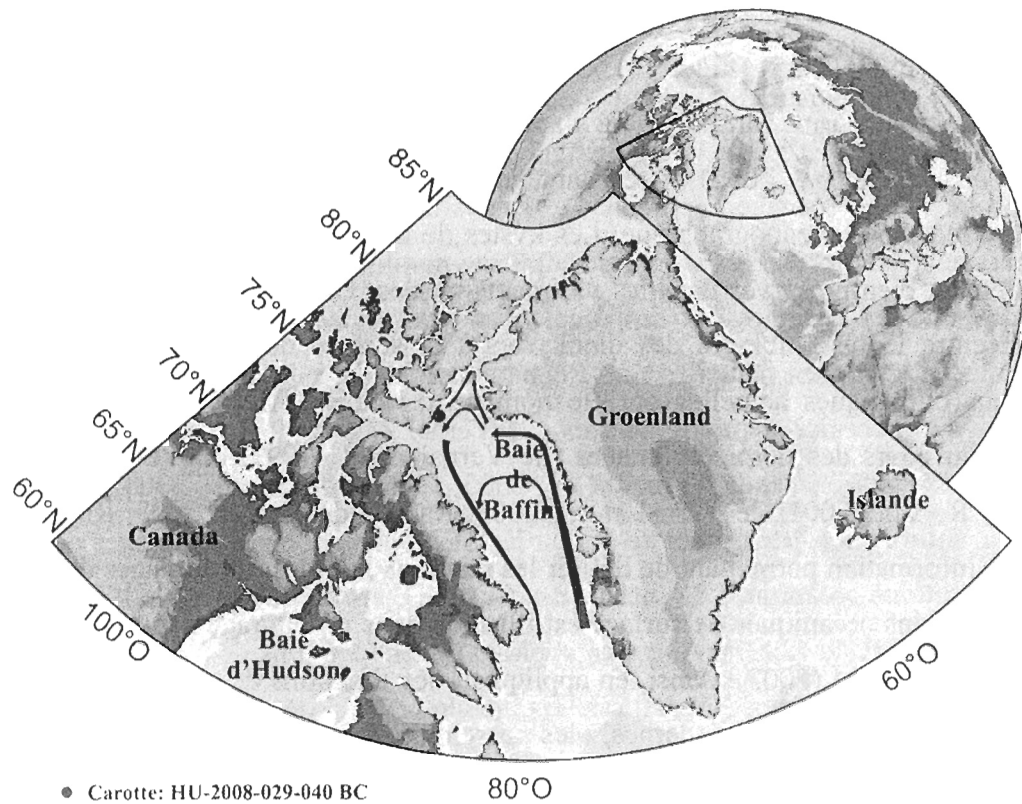 85°N
80°N
75°N
70°N
65°N
60°N
Groenland
Baie
de
Baffin
Islande
Canada
Baie
d'Hudson
100°O
80°O
60°O
Carotte: HU-2008-029-040 BC